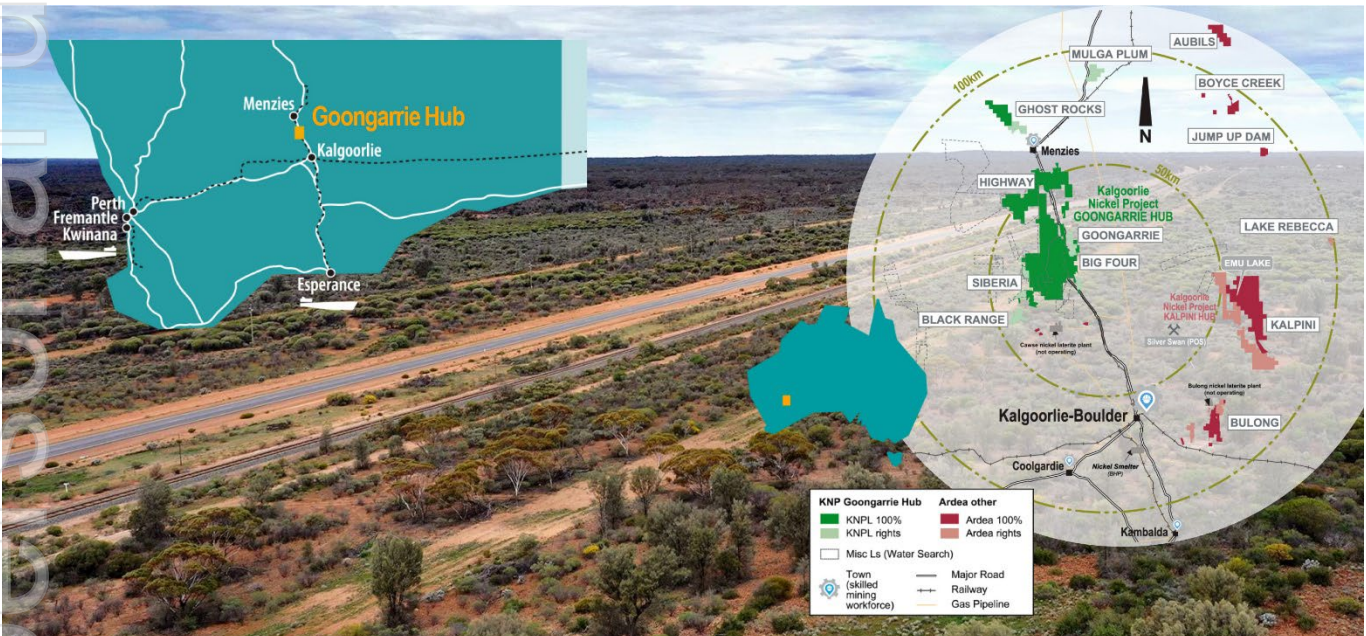 Menzies
Goongarrie Hub
Kalgoorlie
Perth
Fremantle
Kwinana
Esperance
AUBILS
MULGA PLUM
100km
BOYCE CREEK
GHOST ROCKS
N
JUMP UP DAM
Menzies
50km
HIGHWAY
Kalgoorlie
Nickel Project
GOONGARRIE HUB
GOONGARRIE
LAKE REBECCA
BIG FOUR
EMU LAKE
SIBERIA
Kalgoorlie
Nickel Project
KALPINI HUB
BLACK RANGE
KALPINI
Silver Swan (POS)
Cawse nickel laterite plant
(not operating)
Bulong nickel laterite plant
(not operating)
Kalgoorlie-Boulder
BULONG
Coolgardie
Nickel Smelter
(BHP)
Kambalda
KNP Goongarrie Hub
KNPL 100%
KNPL rights
Ardea other
Ardea 100%
Ardea rights
Misc Ls (Water Search)
Town
(skilled
mining
workforce)
Major Road
Railway
Gas Pipeline